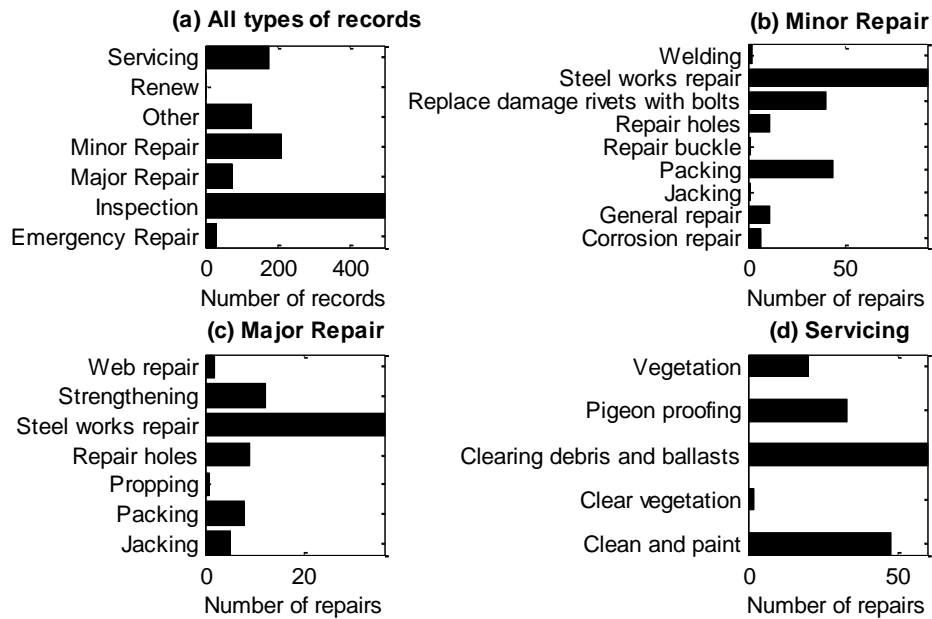 (a) All types of records
Servicing
Renew
Other
Minor Repair
Major Repair
Inspection
Emergency Repair
0 200 400
Number of records
(b) Minor Repair
Welding
Steel works repair
Replace damage rivets with bolts
Repair holes
Repair buckle
Packing
Jacking
General repair
Corrosion repair
0 50
Number of repairs
(c) Major Repair
Web repair
Strengthening
Steel works repair
Repair holes
Propping
Packing
Jacking
0 20
Number of repairs
(d) Servicing
Vegetation
Pigeon proofing
Clearing debris and ballasts
Clear vegetation
Clean and paint
0 50
Number of repairs